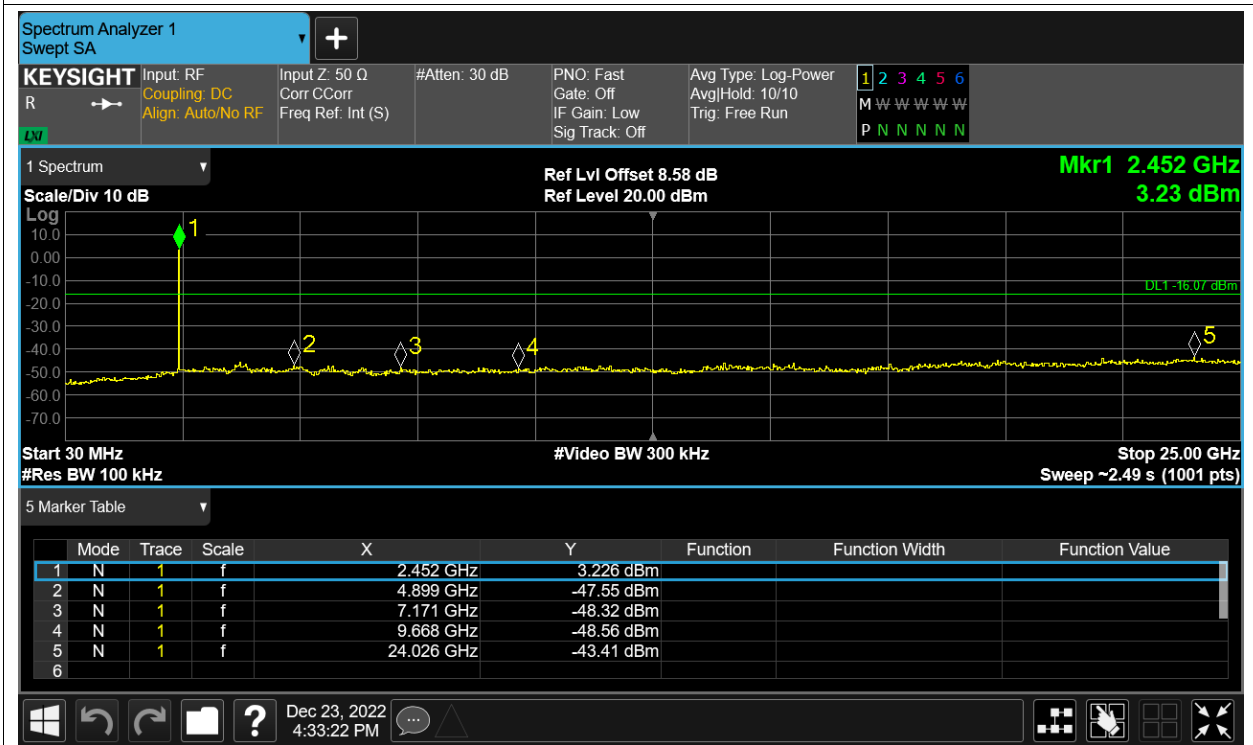 Spectrum Analyzer 1
Swept SA
+
KEYSIGHT Input: RF Input Z: 50 Ω #Atten: 30 dB PNO: Fast Avg Type: Log-Power 1 2 3 4 5 6
R Coupling: DC Corr CCorr Gate: Off Avg|Hold: 10/10 M W W W W W
Align: Auto/No RF Freq Ref: Int (S) IF Gain: Low Trig: Free Run
LXI Sig Track: Off P N N N N N
1 Spectrum Ref Lvl Offset 8.58 dB Mkr1 2.452 GHz
Scale/Div 10 dB Ref Level 20.00 dBm 3.23 dBm
Log
1
10.0
0.00
-10.0
DL1 -16.07 dBm
-20.0
-30.0
2 3 4 5
-40.0
-50.0
-60.0
-70.0
Start 30 MHz #Video BW 300 kHz Stop 25.00 GHz
#Res BW 100 kHz Sweep ~2.49 s (1001 pts)
5 Marker Table
Mode Trace Scale X Y Function Function Width Function Value
1 N 1 f 2.452 GHz 3.226 dBm
2 N 1 f 4.899 GHz -47.55 dBm
3 N 1 f 7.171 GHz -48.32 dBm
4 N 1 f 9.668 GHz -48.56 dBm
5 N 1 f 24.026 GHz -43.41 dBm
6
? Dec 23, 2022
4:33:22 PM